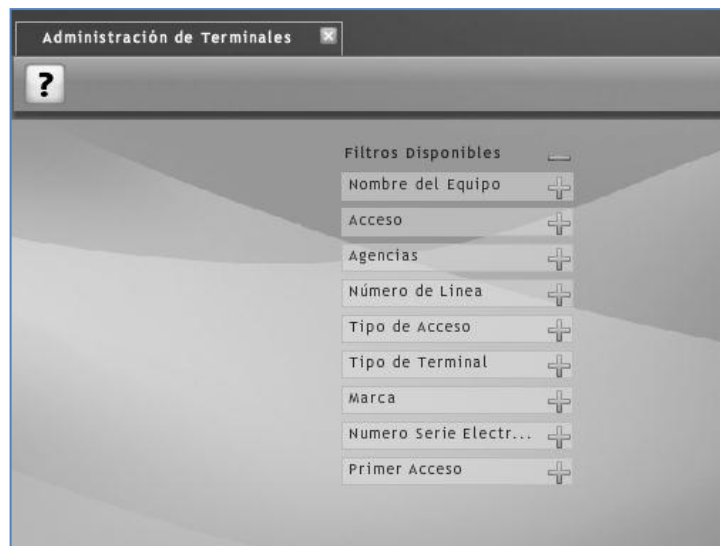 Administración de Terminales
?
Filtros Disponibles
Nombre del Equipo
Acceso
Agencias
Número de Linea
Tipo de Acceso
Tipo de Terminal
Marca
Numero Serie Electr...
Primer Acceso